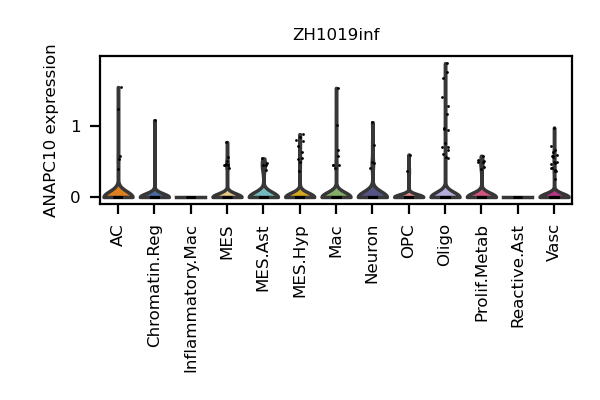 ZH1019inf
ANAPC10 expression
1
0
AC
Chromatin.Reg
Inflammatory.Mac
MES
MES.Ast
MES.Hyp
Mac
Neuron
OPC
Oligo
Prolif.Metab
Reactive.Ast
Vasc